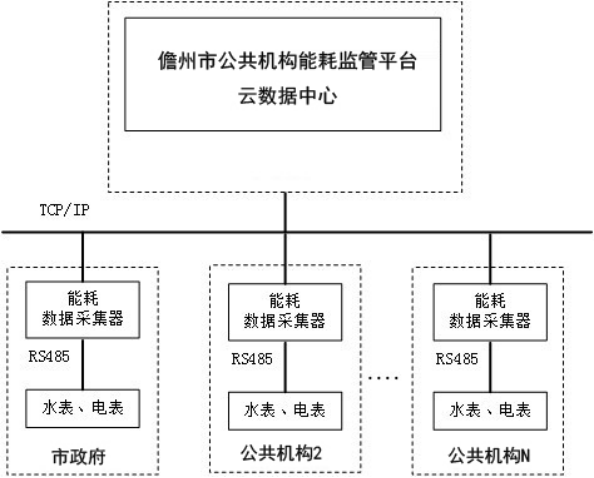 儋州市公共机构能耗监管平台
云数据中心
TCP/IP
能耗
数据采集器
RS485
水表、电表
市政府
能耗
数据采集器
RS485
水表、电表
公共机构2
....
能耗
数据采集器
RS485
水表、电表
公共机构N